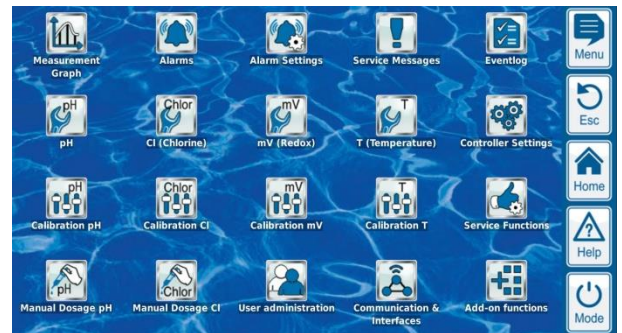 Measurement
Graph
Alarms
Alarm Settings
Service Messages
Eventlog
Menu
pH
pH
Chlor
Cl (Chlorine)
mV
mV (Redox)
T
T (Temperature)
Controller Settings
Esc
pH
Calibration pH
Chlor
Calibration Cl
mV
Calibration mV
T
Calibration T
Service Functions
Home
?
Help
pH
Manual Dosage pH
Chlor
Manual Dosage Cl
User administration
Communication &
Interfaces
Add-on functions
Mode